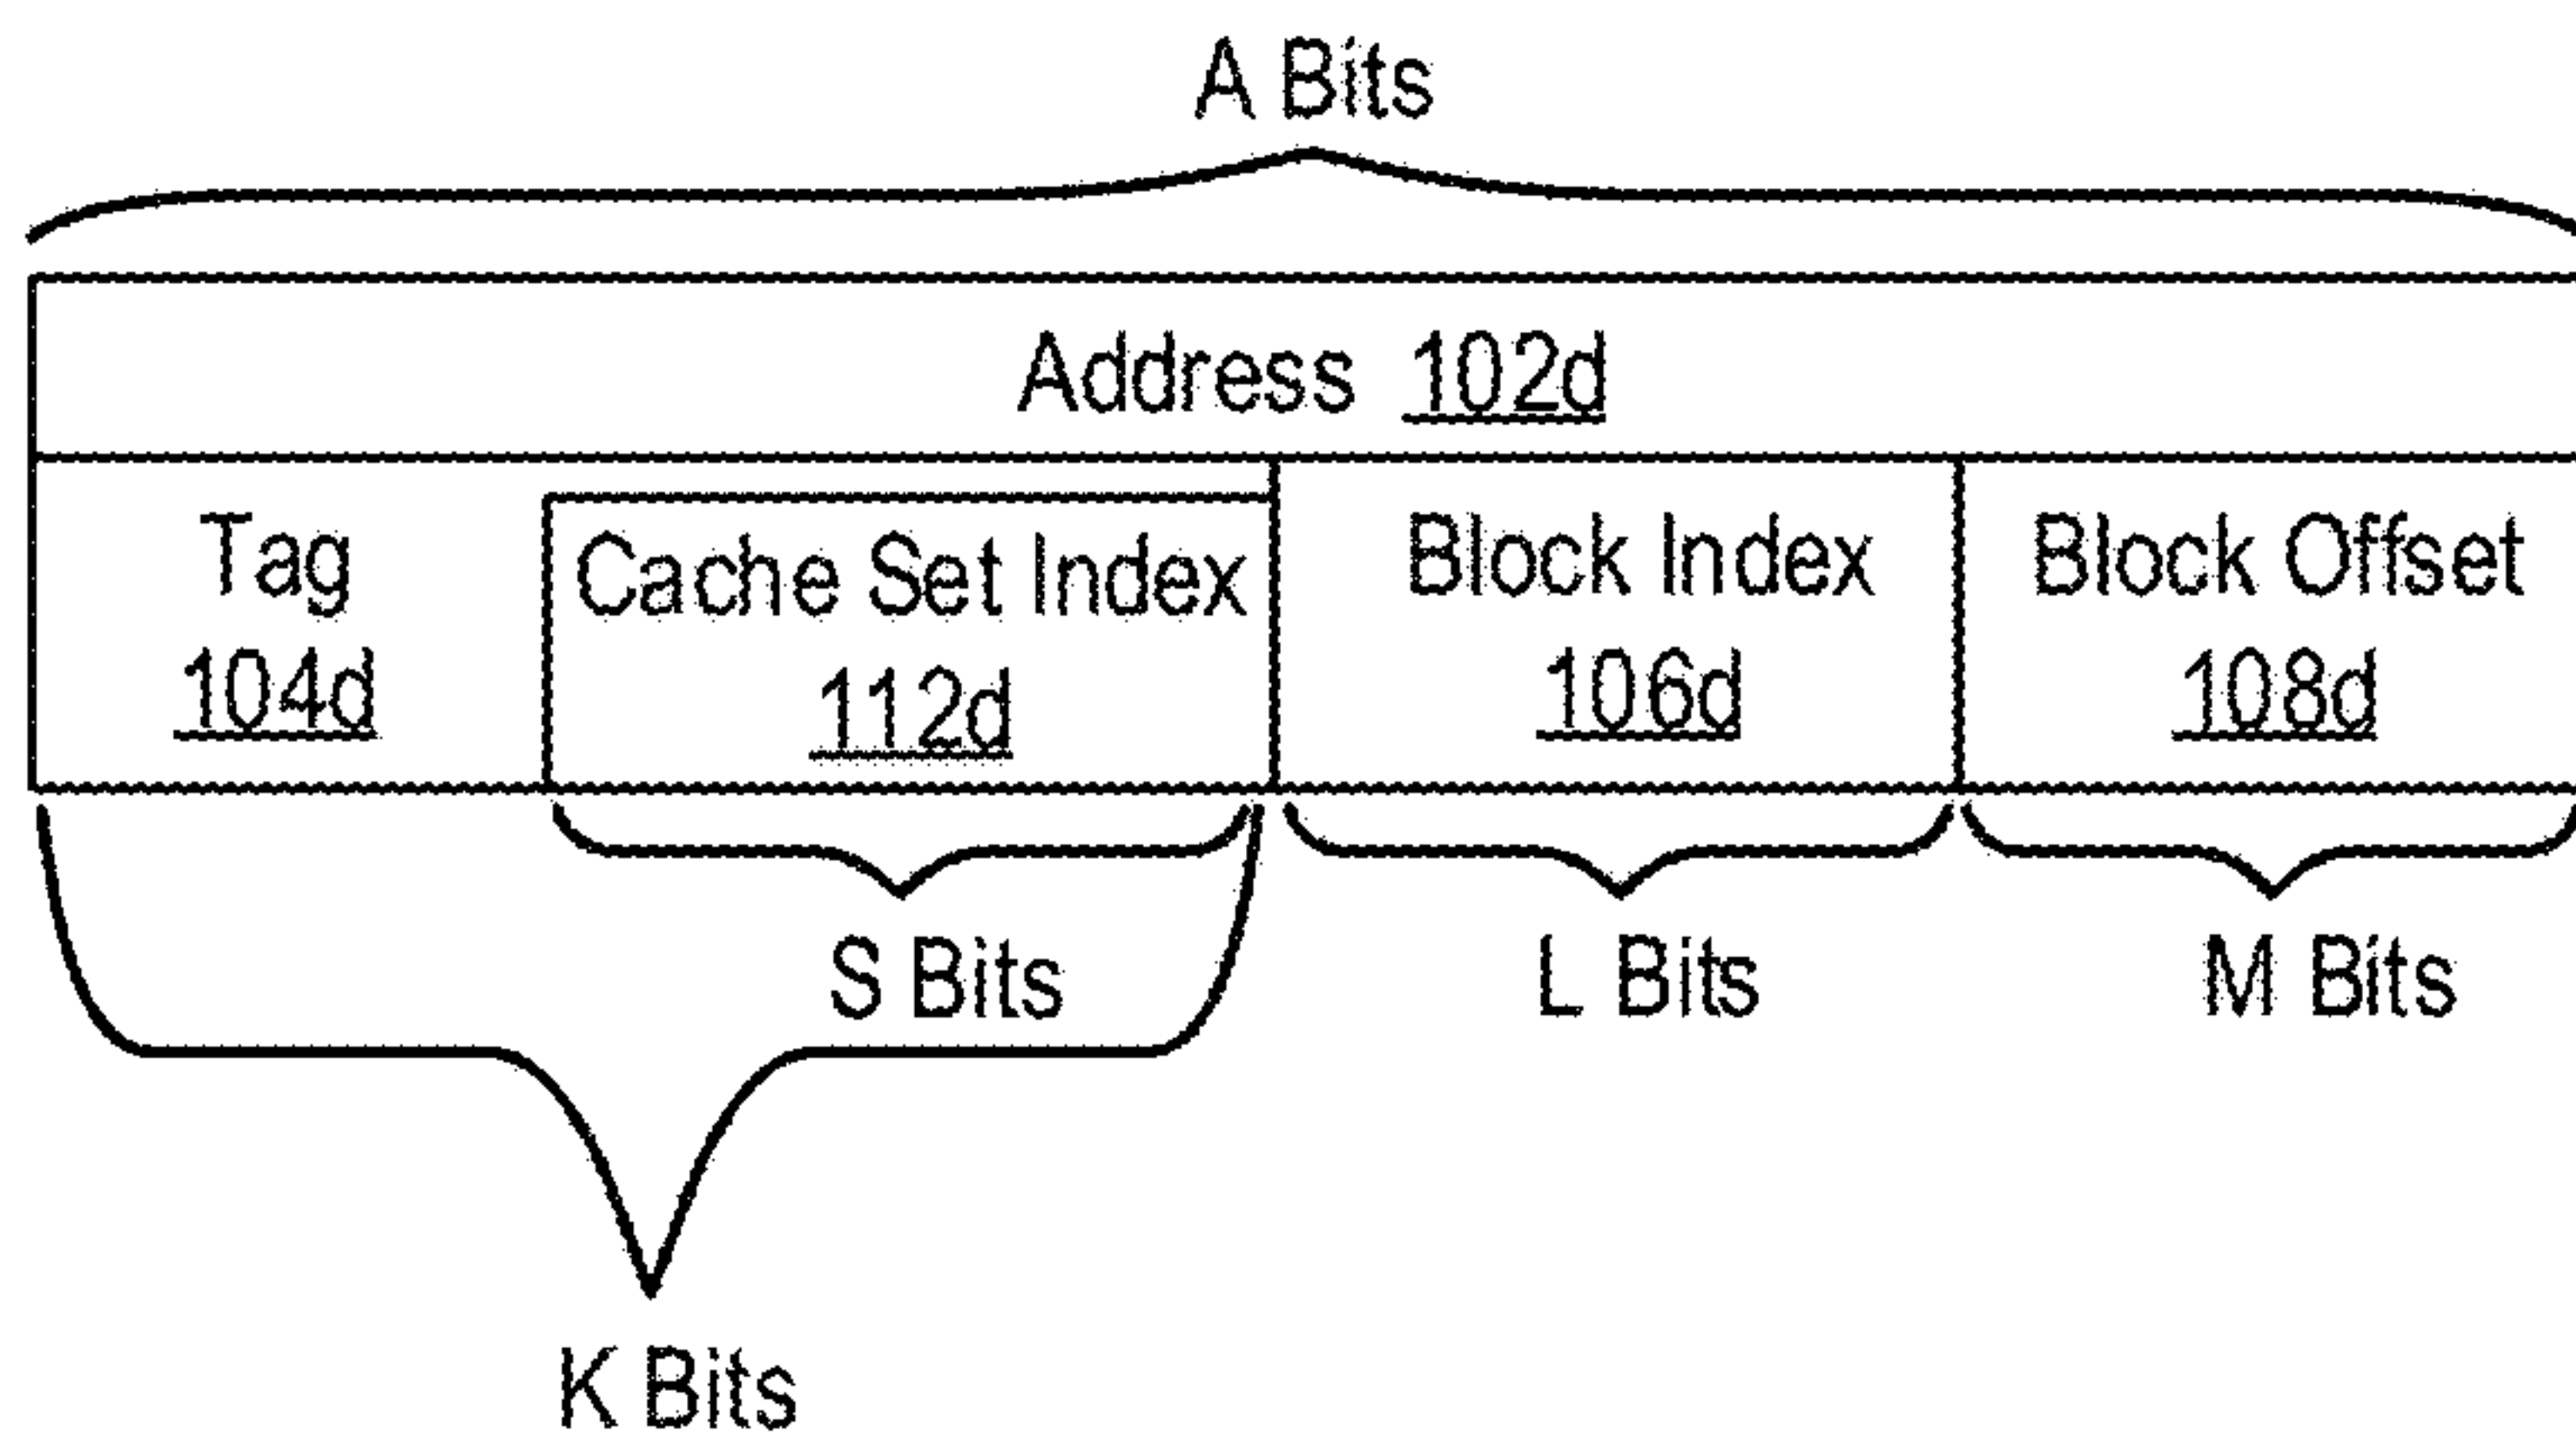 A Bits
Address 102d
Tag
104d
Cache Set Index
112d
Block Index
106d
Block Offset
108d
S Bits
L Bits
M Bits
K Bits